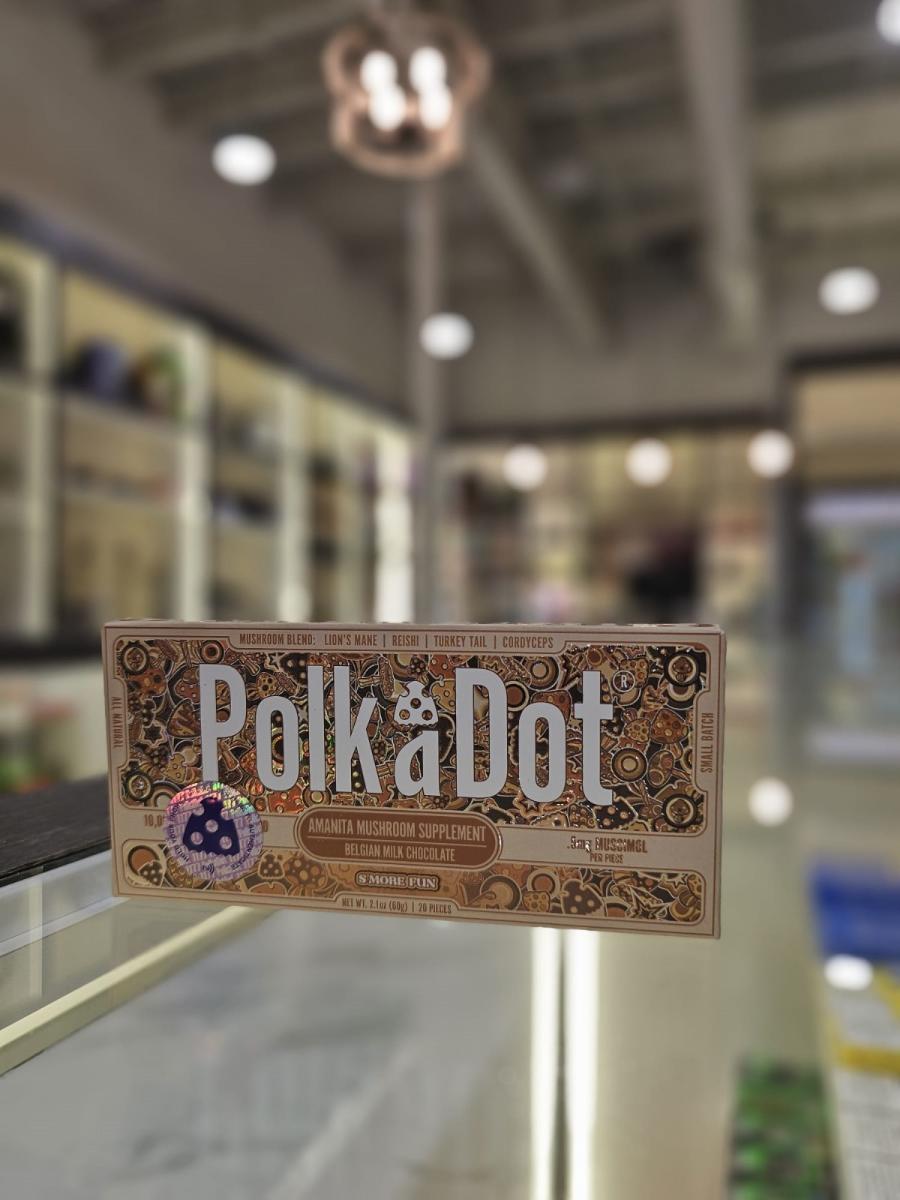 MUSHROOM BLEND: LION'S MANE | REISHI | TURKEY TAIL | CORDYCEPS
PolkaDot®
ALL NATURAL
SMALL BATCH
AMANITA MUSHROOM SUPPLEMENT
BELGIAN MILK CHOCOLATE
MUSCIMOL
PER PIECE
S'MORE FUN
NET WT. 2.1oz (60g) | 20 PIECES